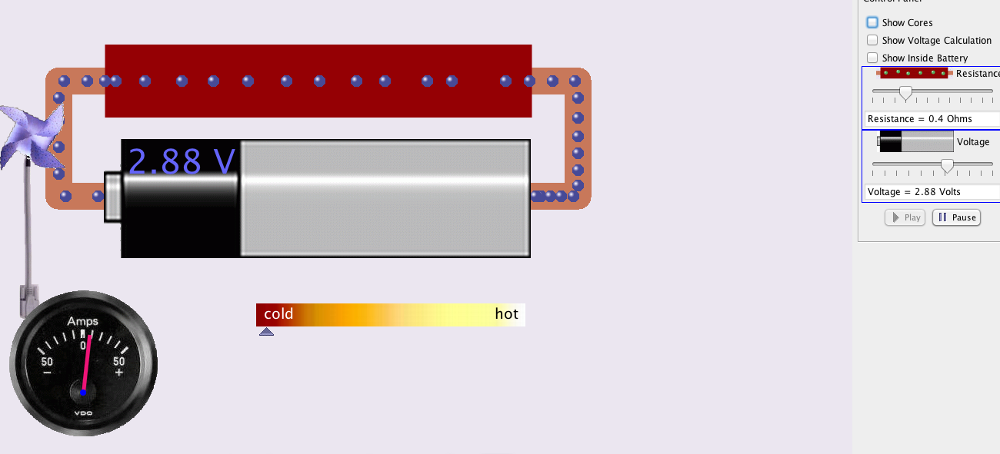 Control Panel
Show Cores
Show Voltage Calculation
Show Inside Battery
Resistance
Resistance = 0.4 Ohms
Voltage
Voltage = 2.88 Volts
Play
Pause
2.88 V
cold
hot
Amps
0
50
50
−
+
VDO